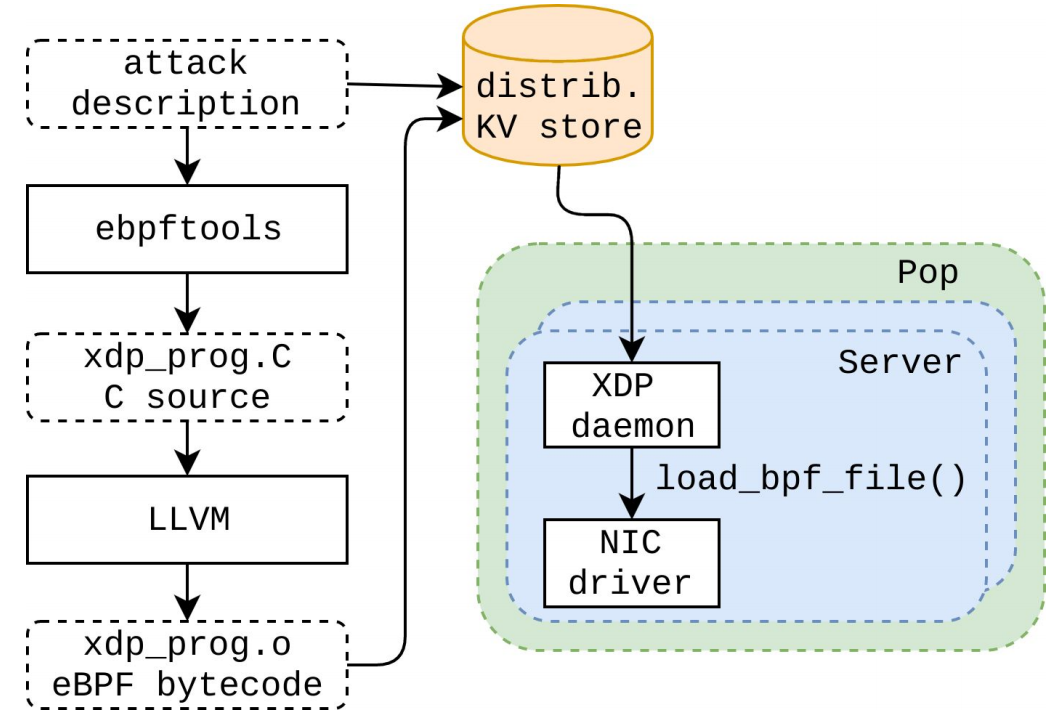 attack
description
distrib.
KV store
ebpftools
Pop
xdp_prog.C
C source
Server
XDP
daemon
load_bpf_file()
LLVM
NIC
driver
xdp_prog.o
eBPF bytecode